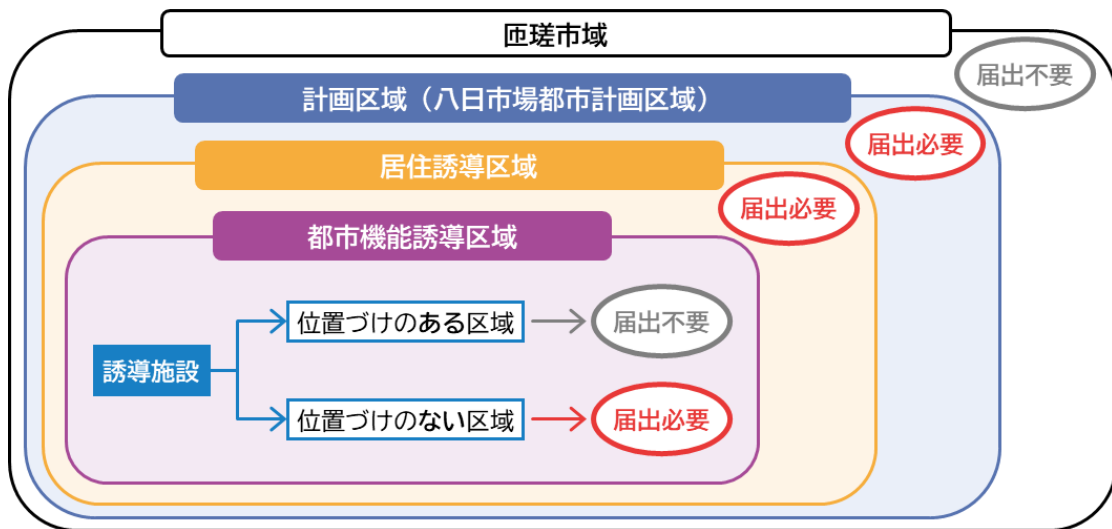 匝瑳市域
届出不要
計画区域（八日市場都市計画区域）
届出必要
居住誘導区域
届出必要
都市機能誘導区域
位置づけのある区域
届出不要
誘導施設
位置づけのない区域
届出必要